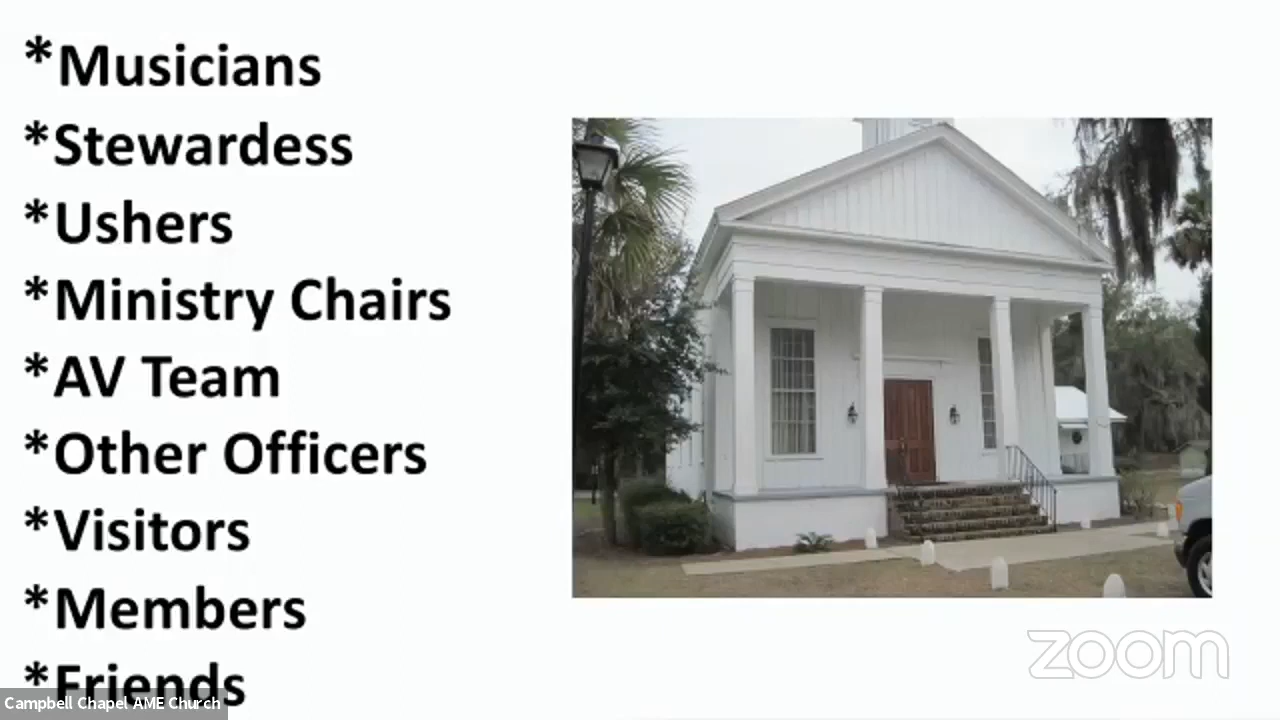 *Musicians
*Stewardess
*Ushers
*Ministry Chairs
*AV Team
*Other Officers
*Visitors
*Members
*Friends
Campbell Chapel AME Church
zoom